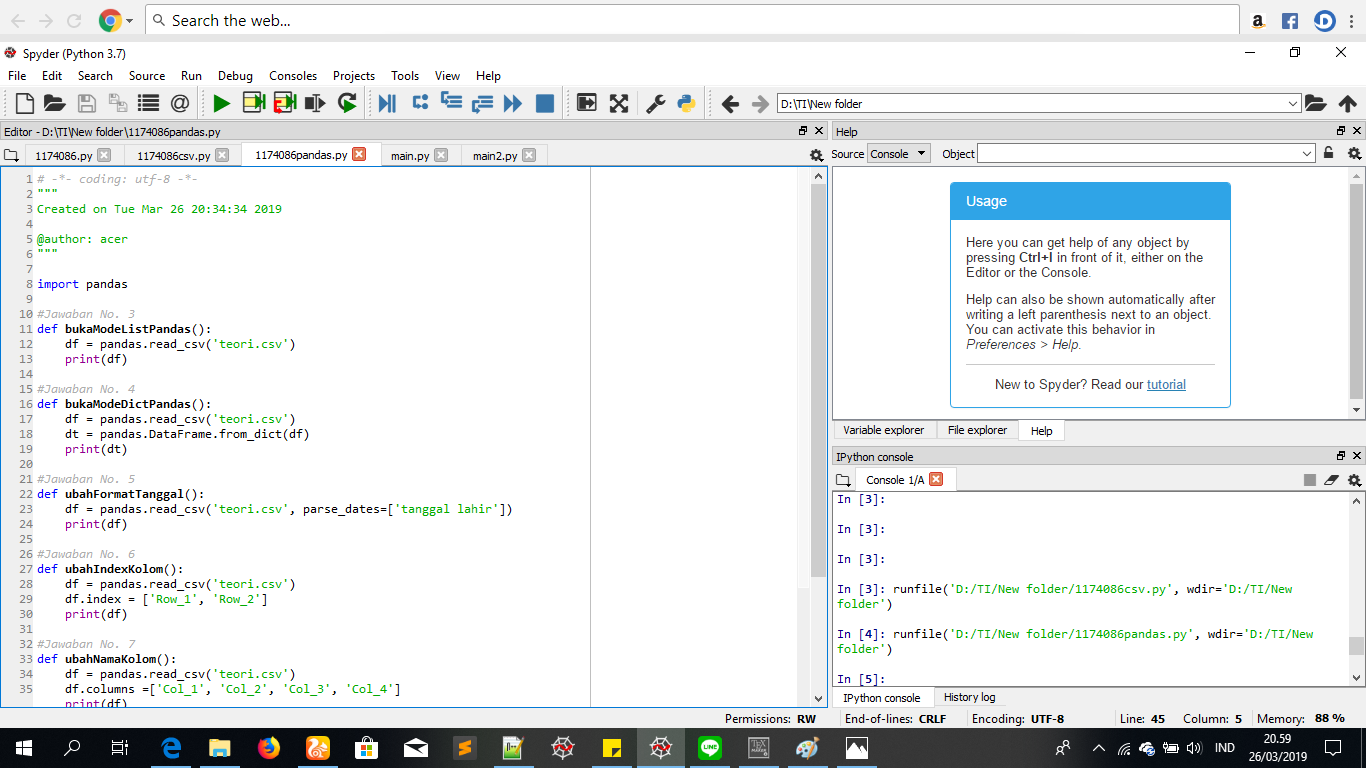 Search the web...
Spyder (Python 3.7)
File Edit Search Source Run Debug Consoles Projects Tools View Help
D:\TI\New folder
Editor - D:\TI\New folder\1174086pandas.py
1174086.py 1174086csv.py 1174086pandas.py main.py main2.py
1 # -*- coding: utf-8 -*-
2 """
3 Created on Tue Mar 26 20:34:34 2019
4
5 @author: acer
6 """
7
8 import pandas
9
10 #Jawaban No. 3
11 def bukaModeListPandas():
12     df = pandas.read_csv('teori.csv')
13     print(df)
14
15 #Jawaban No. 4
16 def bukaModeDictPandas():
17     df = pandas.read_csv('teori.csv')
18     dt = pandas.DataFrame.from_dict(df)
19     print(dt)
20
21 #Jawaban No. 5
22 def ubahFormatTanggal():
23     df = pandas.read_csv('teori.csv', parse_dates=['tanggal lahir'])
24     print(df)
25
26 #Jawaban No. 6
27 def ubahIndexKolom():
28     df = pandas.read_csv('teori.csv')
29     df.index = ['Row_1', 'Row_2']
30     print(df)
31
32 #Jawaban No. 7
33 def ubahNamaKolom():
34     df = pandas.read_csv('teori.csv')
35     df.columns =['Col_1', 'Col_2', 'Col_3', 'Col_4']
    print(df)
Help
Source Console Object
Usage
Here you can get help of any object by
pressing Ctrl+I in front of it, either on the
Editor or the Console.
Help can also be shown automatically after
writing a left parenthesis next to an object.
You can activate this behavior in
Preferences > Help.
New to Spyder? Read our tutorial
Variable explorer File explorer Help
IPython console
Console 1/A
In [3]:
In [3]:
In [3]:
In [3]: runfile('D:/TI/New folder/1174086csv.py', wdir='D:/TI/New
folder')
In [4]: runfile('D:/TI/New folder/1174086pandas.py', wdir='D:/TI/New
folder')
In [5]:
IPython console History log
Permissions: RW End-of-lines: CRLF Encoding: UTF-8 Line: 45 Column: 5 Memory: 88 %
IND
20.59
26/03/2019